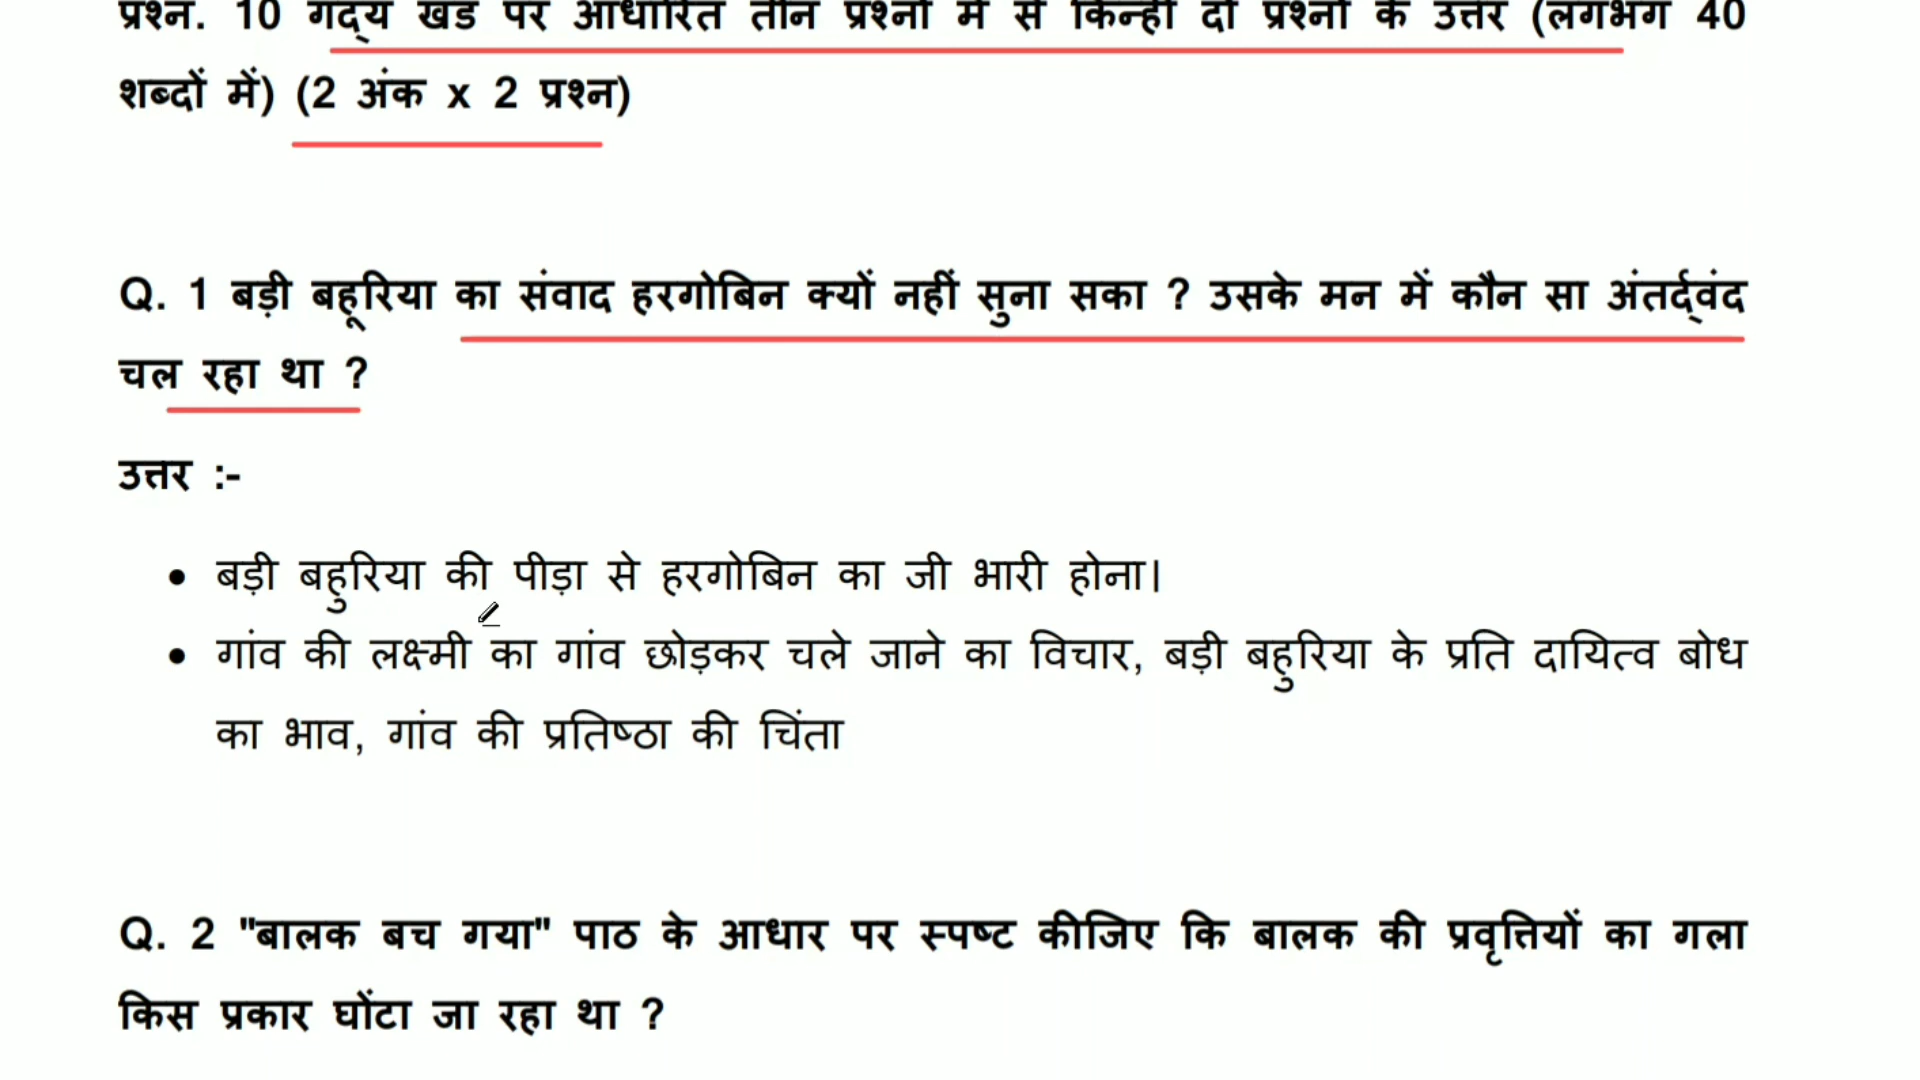 प्रश्न. 10 गद्य खंड पर आधारित तीन प्रश्नों में से किन्हीं दो प्रश्नों के उत्तर (लगभग 40
शब्दों में) (2 अंक x 2 प्रश्न)
Q. 1 बड़ी बहूरिया का संवाद हरगोबिन क्यों नहीं सुना सका ? उसके मन में कौन सा अंतर्द्वंद
चल रहा था ?
उत्तर :-
• बड़ी बहुरिया की पीड़ा से हरगोबिन का जी भारी होना।
• गांव की लक्ष्मी का गांव छोड़कर चले जाने का विचार, बड़ी बहुरिया के प्रति दायित्व बोध
का भाव, गांव की प्रतिष्ठा की चिंता
Q. 2 "बालक बच गया" पाठ के आधार पर स्पष्ट कीजिए कि बालक की प्रवृत्तियों का गला
किस प्रकार घोंटा जा रहा था ?